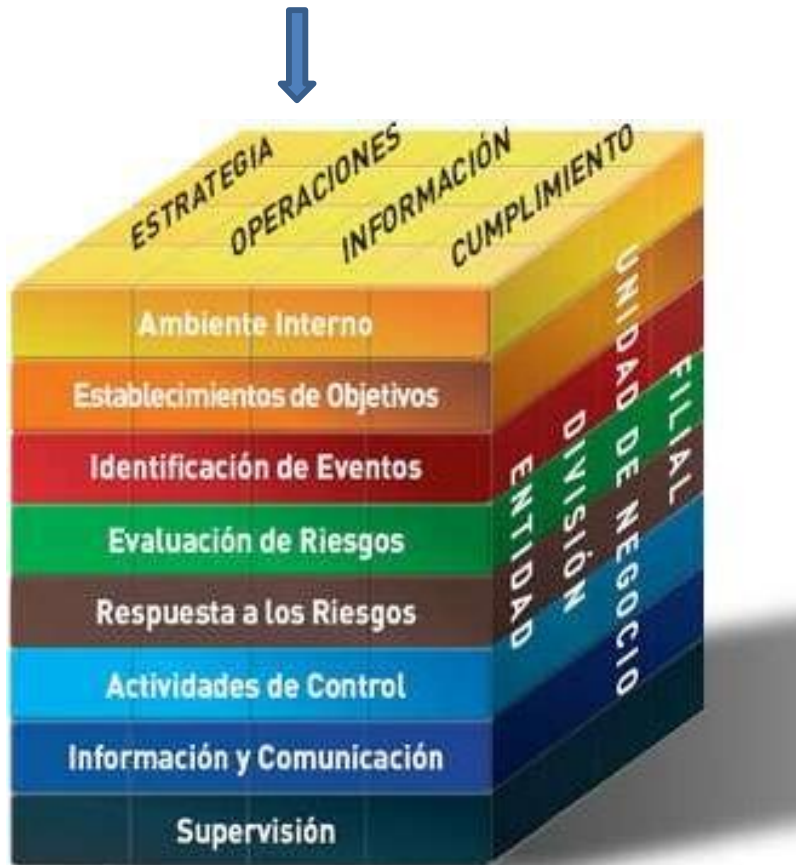 ESTRATEGIA
OPERACIONES
INFORMACIÓN
CUMPLIMIENTO
Ambiente Interno
Establecimientos de Objetivos
Identificación de Eventos
Evaluación de Riesgos
Respuesta a los Riesgos
Actividades de Control
Información y Comunicación
Supervisión
ENTIDAD
DIVISIÓN
UNIDAD DE NEGOCIO
FILIAL